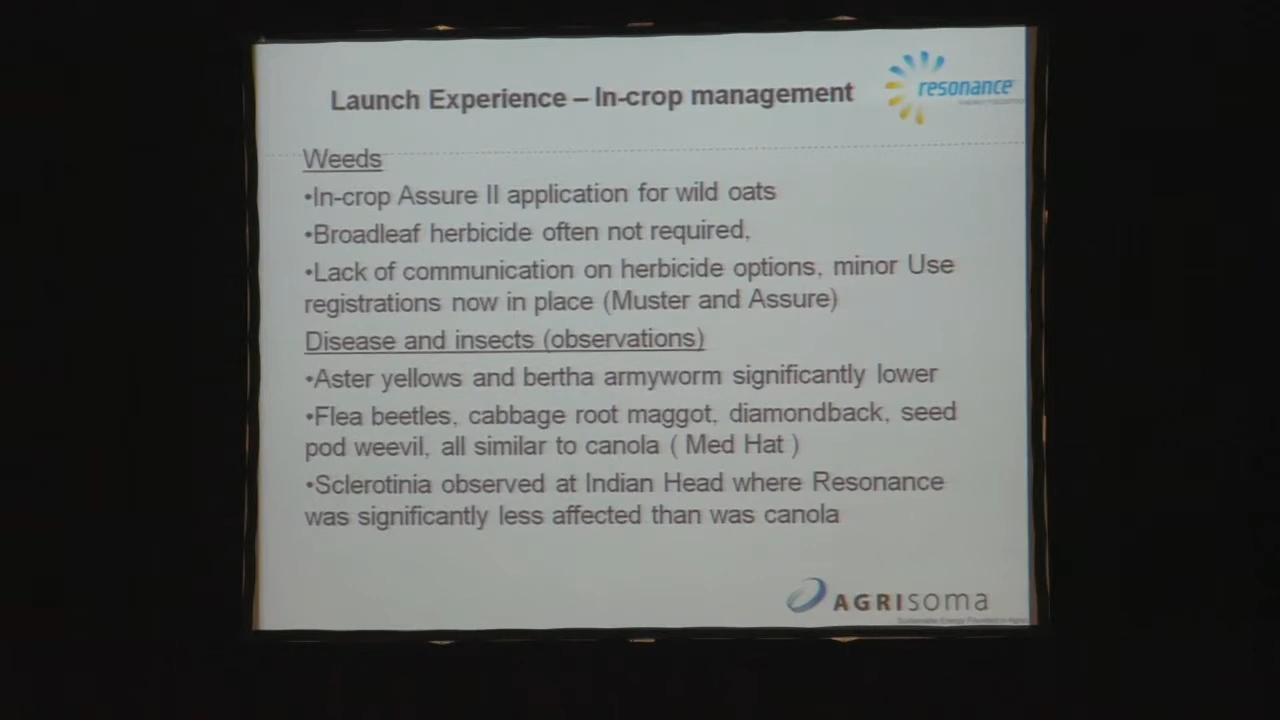 Launch Experience – In-crop management
resonance
Weeds
•In-crop Assure II application for wild oats
•Broadleaf herbicide often not required,
•Lack of communication on herbicide options, minor Use
registrations now in place (Muster and Assure)
Disease and insects (observations)
•Aster yellows and bertha armyworm significantly lower
•Flea beetles, cabbage root maggot, diamondback, seed
pod weevil, all similar to canola ( Med Hat )
•Sclerotinia observed at Indian Head where Resonance
was significantly less affected than was canola
AGRISOMA